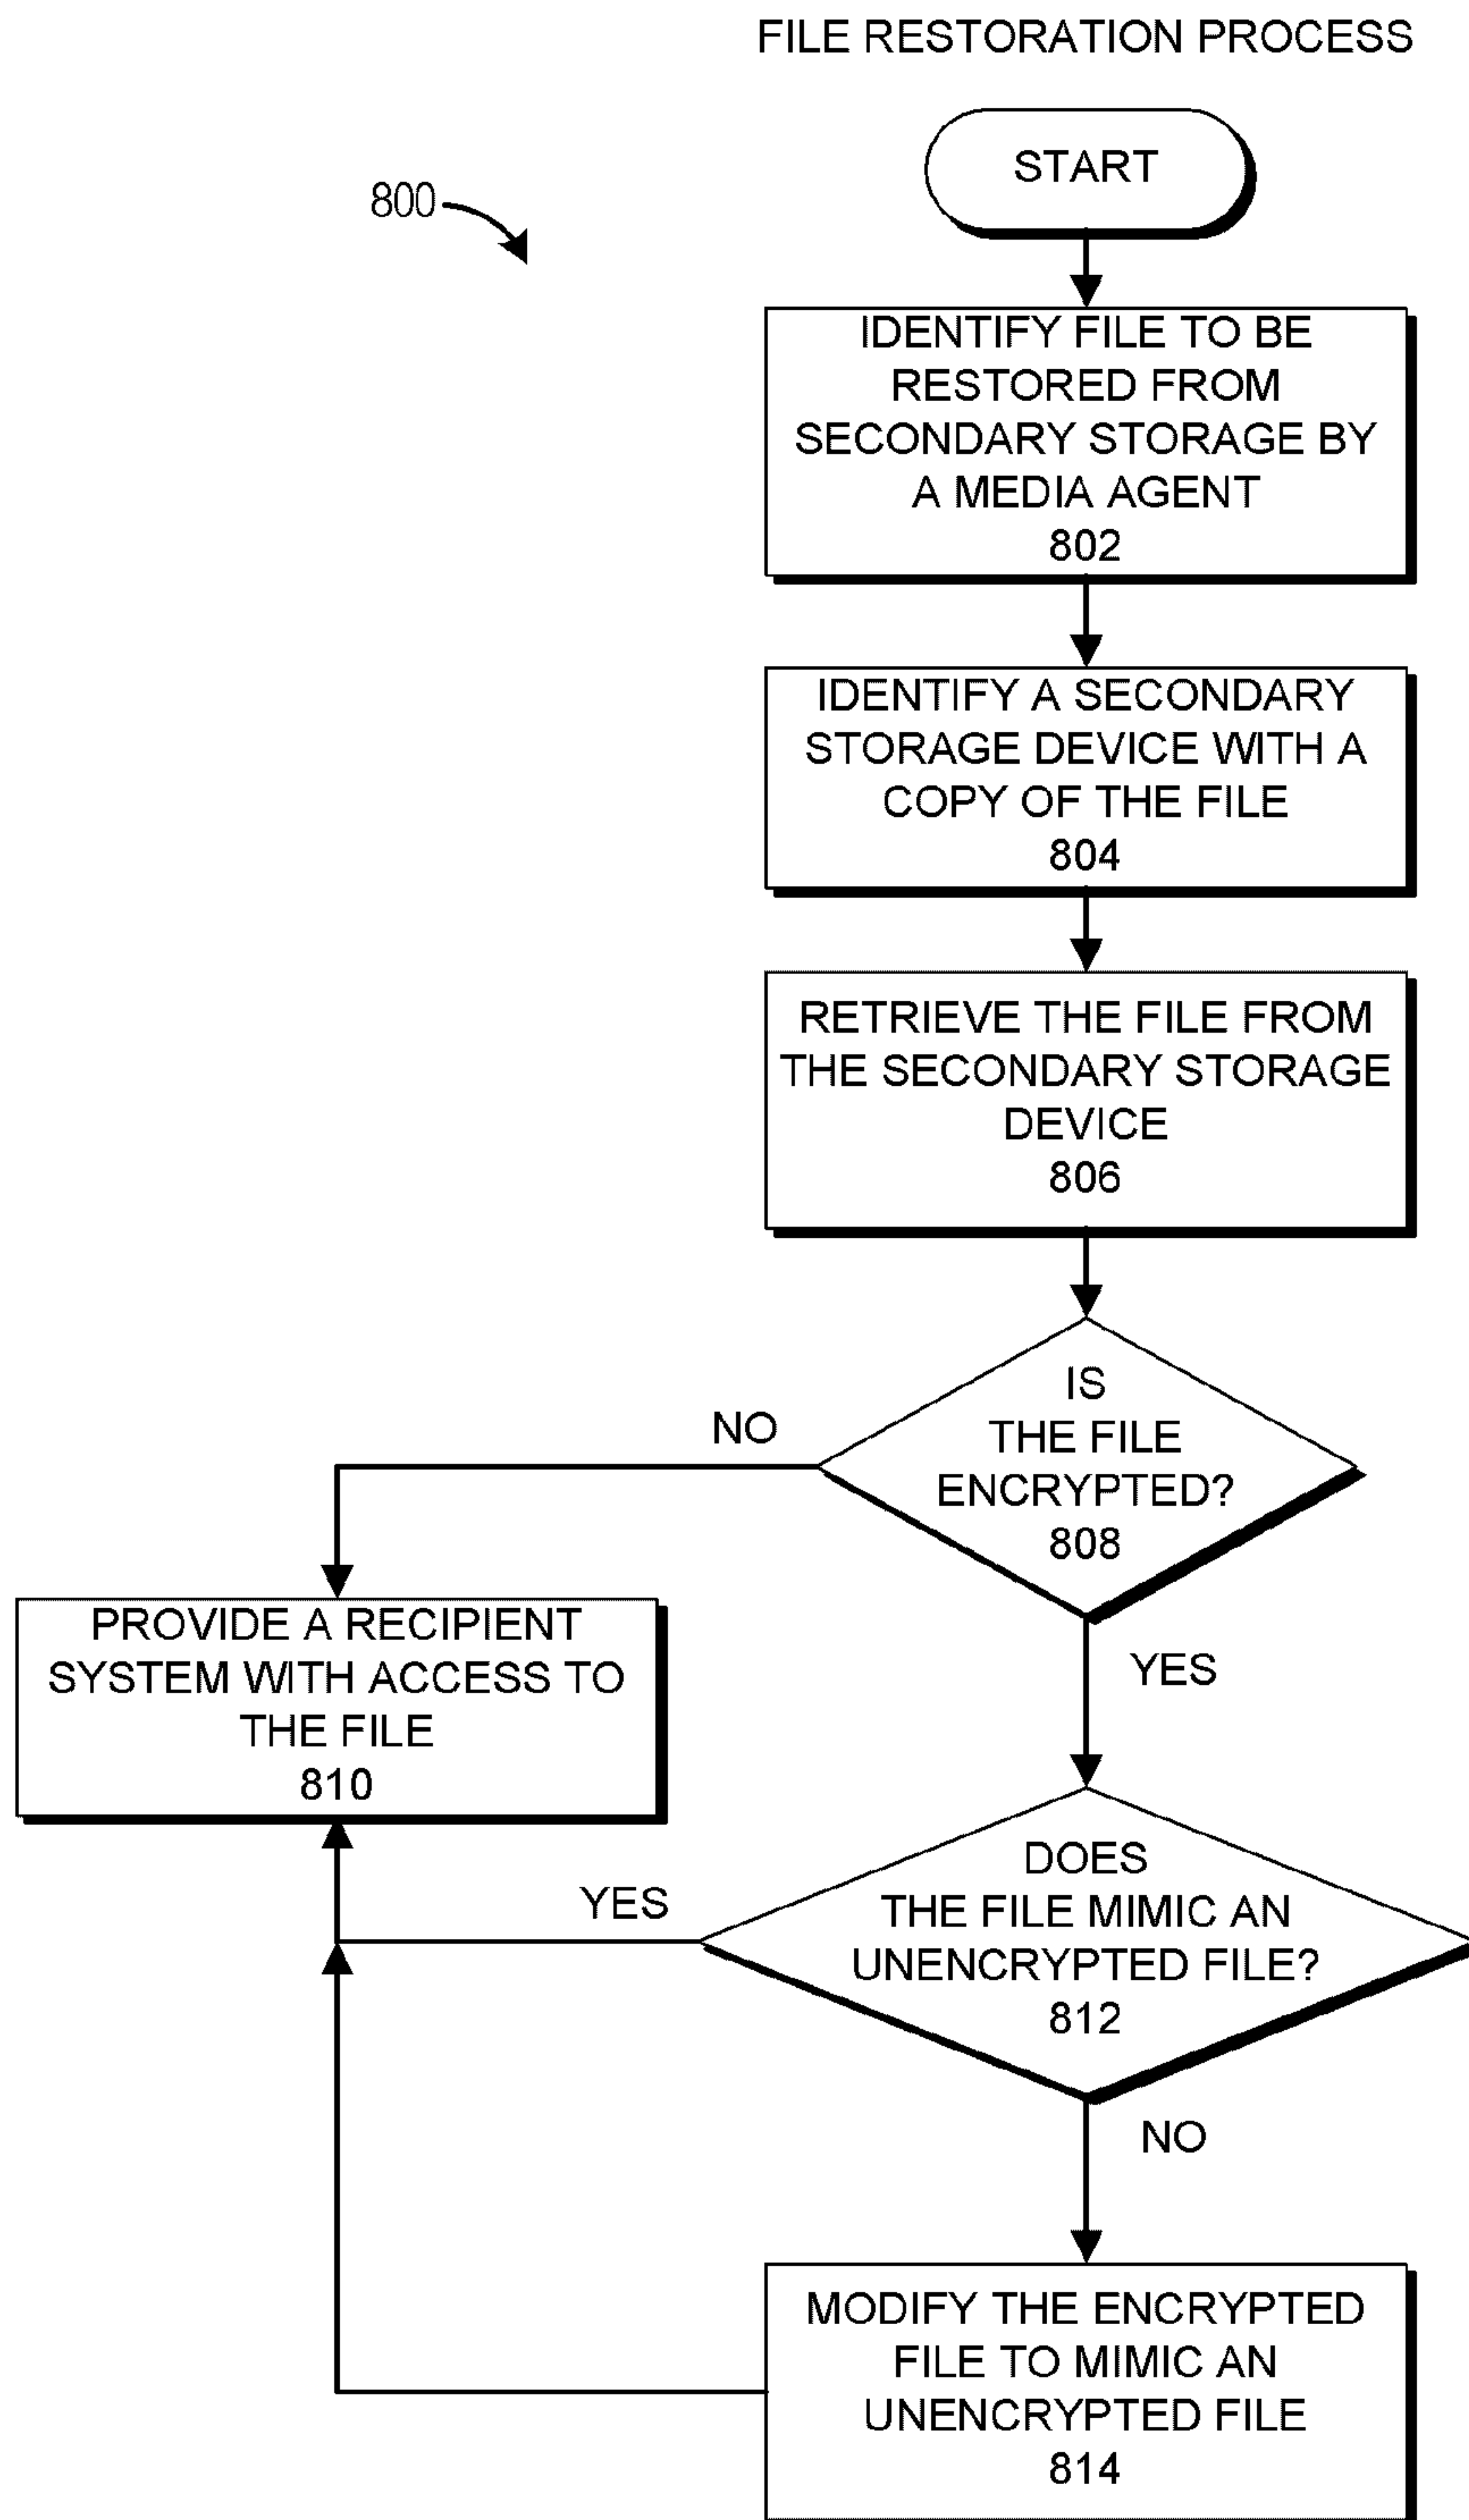 FILE RESTORATION PROCESS
START
800
IDENTIFY FILE TO BE
RESTORED FROM
SECONDARY STORAGE BY
A MEDIA AGENT
802
IDENTIFY A SECONDARY
STORAGE DEVICE WITH A
COPY OF THE FILE
804
RETRIEVE THE FILE FROM
THE SECONDARY STORAGE
DEVICE
806
IS
THE FILE
ENCRYPTED?
808
NO
PROVIDE A RECIPIENT
SYSTEM WITH ACCESS TO
THE FILE
810
YES
DOES
THE FILE MIMIC AN
UNENCRYPTED FILE?
812
YES
NO
MODIFY THE ENCRYPTED
FILE TO MIMIC AN
UNENCRYPTED FILE
814